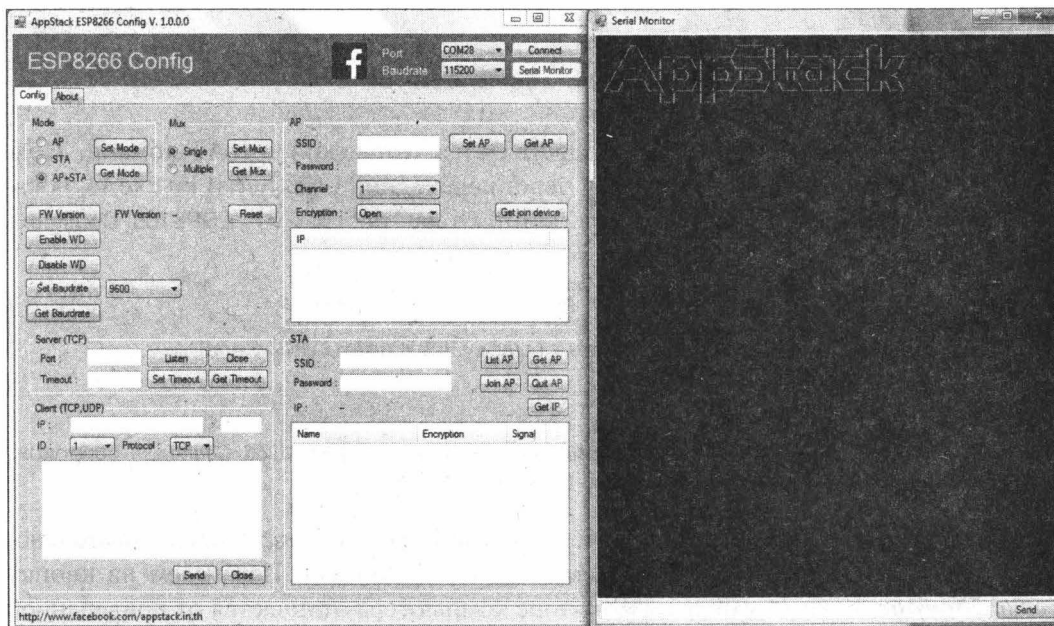 AppStack ESP8266 Config V. 1.0.0.0
ESP8266 Config
f
Port
COM28
Connect
Baudrate
115200
Serial Monitor
Config
About
Mode
AP
STA
AP+STA
Set Mode
Get Mode
Mux
Single
Multiple
Set Mux
Get Mux
FW Version
FW Version : -
Reset
Enable WD
Disable WD
Set Baudrate
9600
Get Baurdrate
Server (TCP)
Port :
Listen
Close
Timeout :
Set Timeout
Get Timeout
Client (TCP,UDP)
IP :
:
ID :
1
Protocol :
TCP
Send
Close
AP
SSID :
Set AP
Get AP
Password :
Channel
1
Encryption : -
Open
Get join device
IP
STA
SSID
List AP
Get AP
Password :
Join AP
Quit AP
IP : -
Get IP
Name
Encryption
Signal
http://www.facebook.com/appstack.in.th
Serial Monitor
AppStack
Send